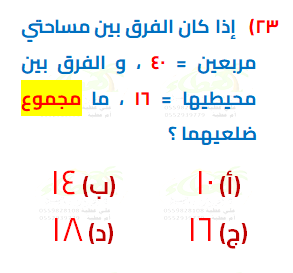 ٢٣) إذا كان الفرق بين مساحتي
مربعين = ٤٠ ، و الفرق بين
محيطيها = ١٦ ، ما مجموع
ضلعيهما ؟
(أ) ١٠ (ب) ١٤
(ج) ١٦ (د) ١٨